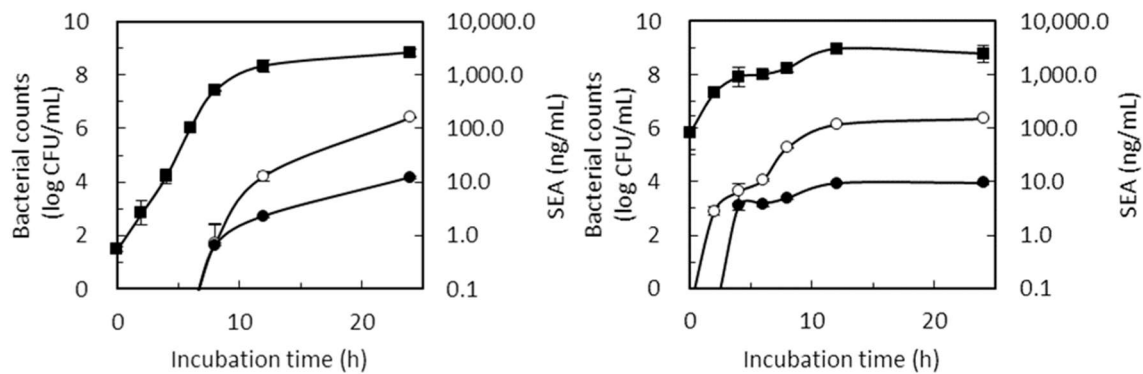 10
8
6
4
2
0
Bacterial counts
(log CFU/mL)
10,000.0
1,000.0
100.0
10.0
1.0
0.1
SEA (ng/mL)
0 10 20
Incubation time (h)
10
8
6
4
2
0
Bacterial counts
(log CFU/mL)
10,000.0
1,000.0
100.0
10.0
1.0
0.1
SEA (ng/mL)
0 10 20
Incubation time (h)